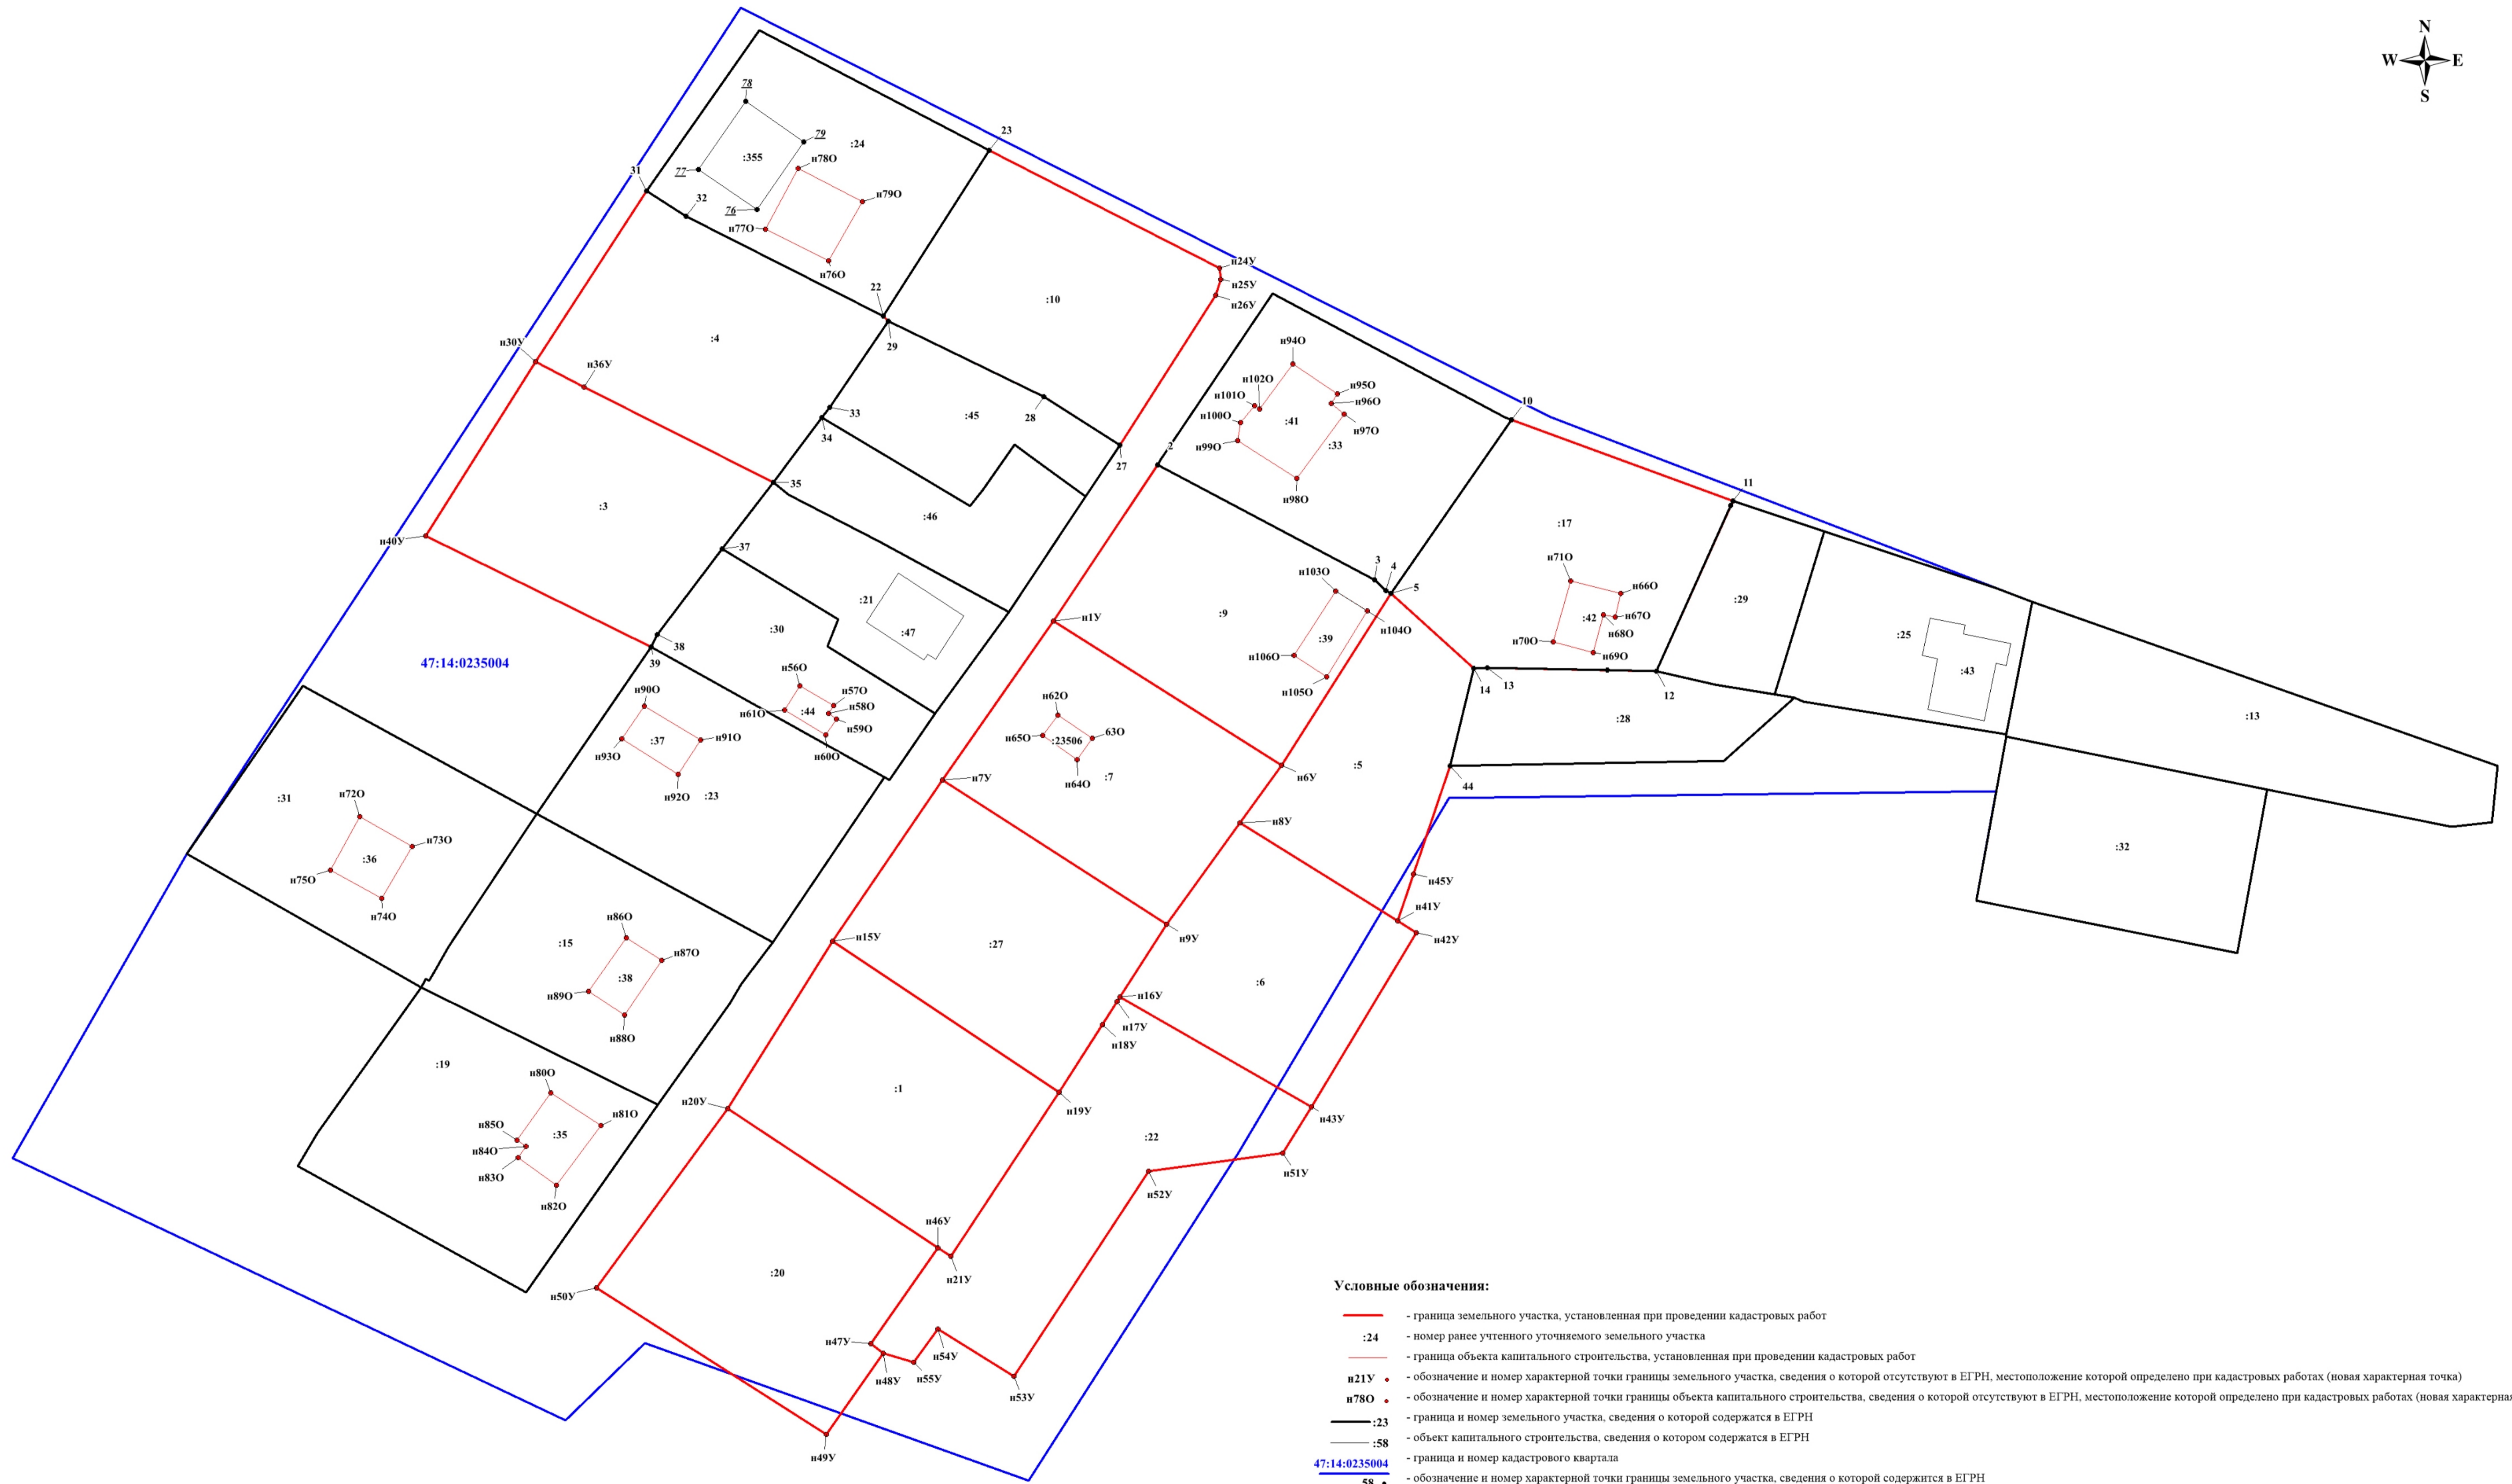 N
W E
S
78
79
:24
:355
н78О
77
76
н79О
н77О
н76О
31
32
23
22
29
н24У
н25У
н26У
:10
:4
н30У
н36У
33
34
:45
28
27
35
:46
:3
н40У
37
38
39
:21
:47
:30
47:14:0235004
н94О
н102О
н95О
н101О
н96О
н100О
:41
н97О
н99О
:33
н98О
2
10
11
3
4
5
:17
н71О
н66О
:42
н67О
н68О
н70О
н69О
:29
:25
:43
:13
14
13
12
:28
44
:32
н103О
:9
:39
н104О
н106О
н105О
н1У
н56О
н57О
н58О
н61О
:44
н59О
н60О
н90О
:37
н91О
н93О
н92О
:23
н62О
63О
н65О
:23506
н64О
:7
н6У
:5
н7У
н8У
:31
н72О
н73О
:36
н75О
н74О
н45У
н41У
н42У
н86О
:15
н87О
:38
н89О
н88О
н15У
:27
н9У
:6
н16У
н17У
н18У
:19
н80О
н81О
н85О
:35
н84О
н83О
н82О
:1
н20У
н19У
н43У
:22
н51У
н52У
н46У
н21У
:20
н50У
н47У
н54У
н48У
н55У
н53У
н49У
Условные обозначения:
- граница земельного участка, установленная при проведении кадастровых работ
:24 - номер ранее учтенного уточняемого земельного участка
- граница объекта капитального строительства, установленная при проведении кадастровых работ
н21У - обозначение и номер характерной точки границы земельного участка, сведения о которой отсутствуют в ЕГРН, местоположение которой определено при кадастровых работах (новая характерная точка)
н78О - обозначение и номер характерной точки границы объекта капитального строительства, сведения о которой отсутствуют в ЕГРН, местоположение которой определено при кадастровых работах (новая характерная
:23 - граница и номер земельного участка, сведения о которой содержатся в ЕГРН
:58 - объект капитального строительства, сведения о котором содержатся в ЕГРН
47:14:0235004 - граница и номер кадастрового квартала
58 - обозначение и номер характерной точки границы земельного участка, сведения о которой содержится в ЕГРН